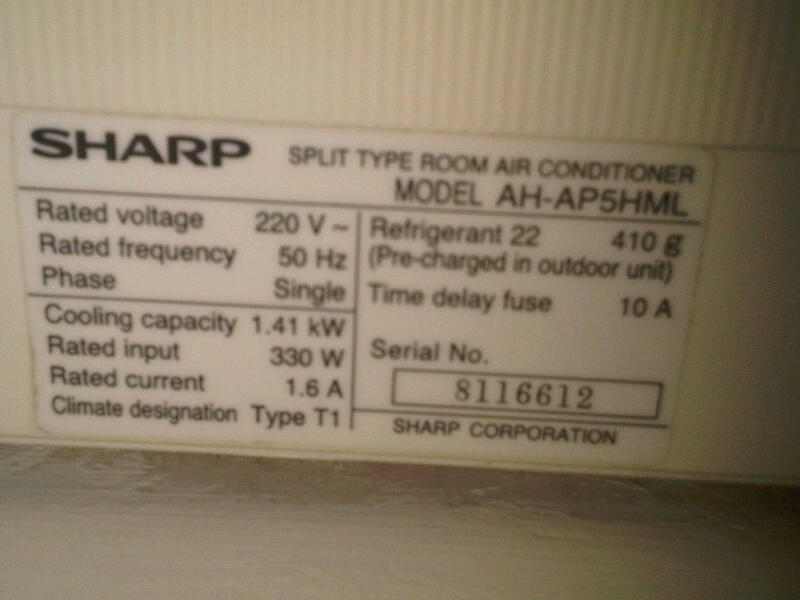 SHARP SPLIT TYPE ROOM AIR CONDITIONER
MODEL AH-AP5HML
Rated voltage 220 V ~
Rated frequency 50 Hz
Phase Single
Cooling capacity 1.41 kW
Rated input 330 W
Rated current 1.6 A
Climate designation Type T1
Refrigerant 22 410 g
(Pre-charged in outdoor unit)
Time delay fuse 10 A
Serial No.
8116612
SHARP CORPORATION